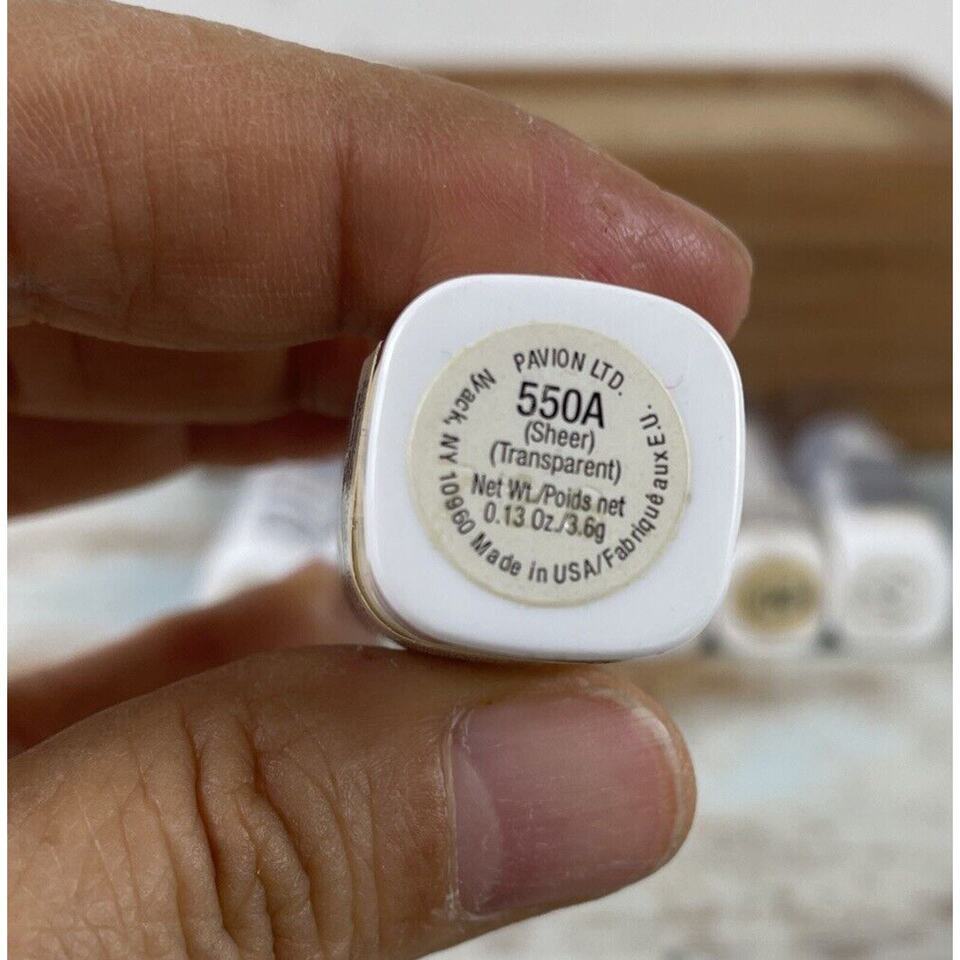 PAVION LTD.
550A
(Sheer)
(Transparent)
Net Wt./Poids net
0.13 Oz./3.6g
Nyack, NY 10960 Made in USA/Fabriqué aux E.U.